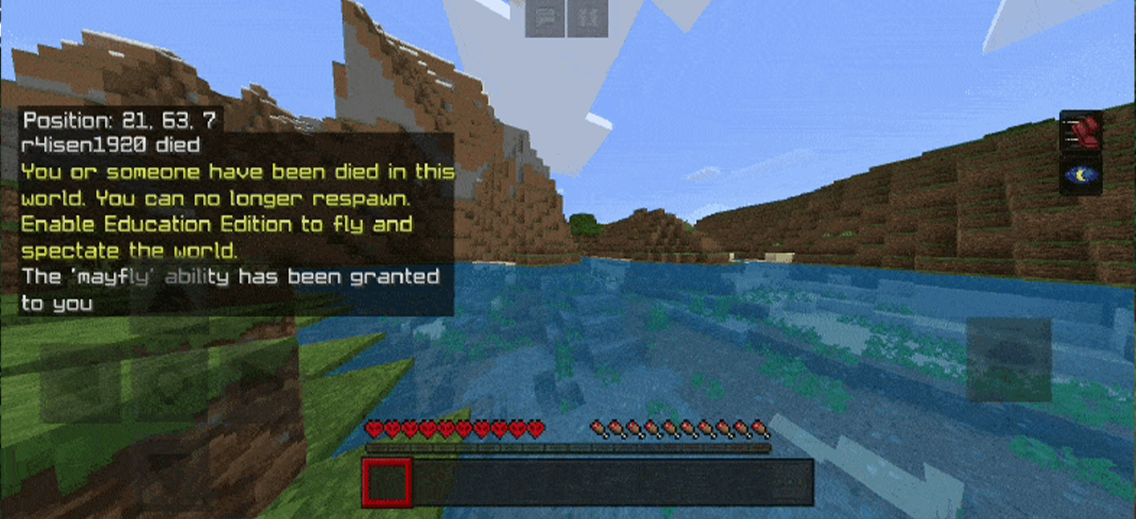 Position: 21, 63, 7
r4isen1920 died
You or someone have been died in this
world. You can no longer respawn.
Enable Education Edition to fly and
spectate the world.
The 'mayfly' ability has been granted
to you